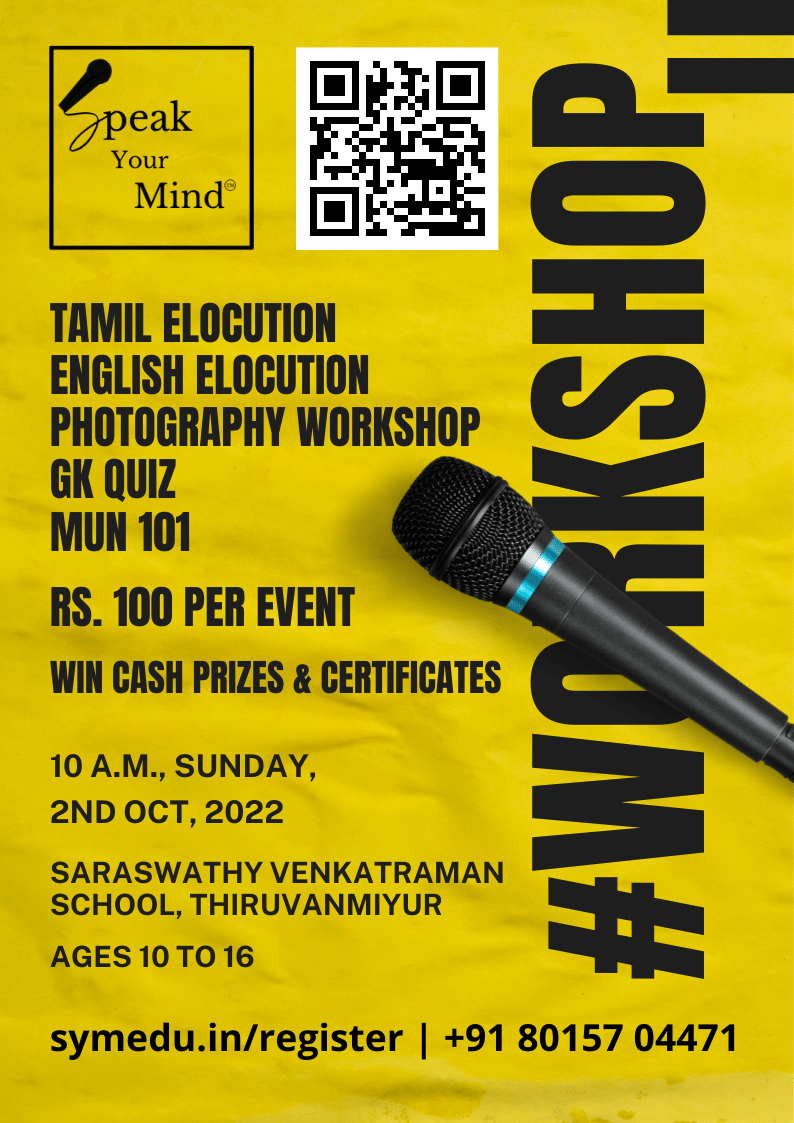 Speak
Your
Mind™
TAMIL ELOCUTION
ENGLISH ELOCUTION
PHOTOGRAPHY WORKSHOP
GK QUIZ
MUN 101
RS. 100 PER EVENT
WIN CASH PRIZES & CERTIFICATES
10 A.M., SUNDAY,
2ND OCT, 2022
SARASWATHY VENKATRAMAN
SCHOOL, THIRUVANMIYUR
AGES 10 TO 16
#WORKSHOP
symedu.in/register | +91 80157 04471